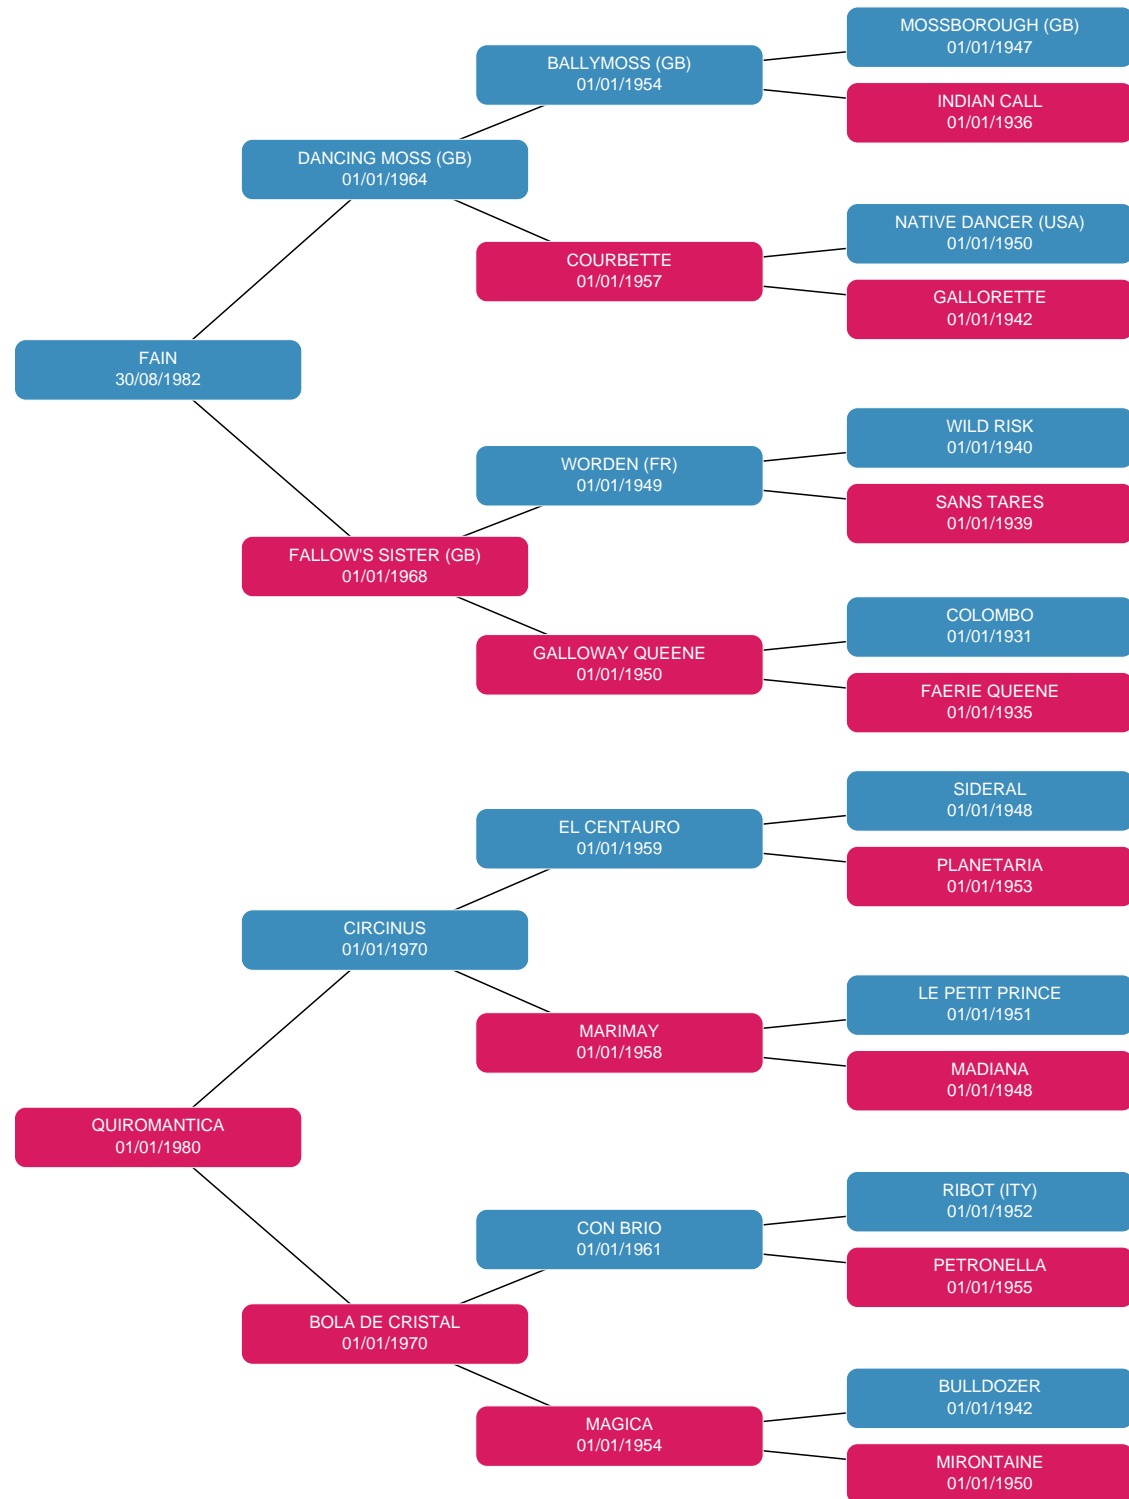 MOSSBOROUGH (GB)
01/01/1947
BALLYMOSS (GB)
01/01/1954
INDIAN CALL
01/01/1936
DANCING MOSS (GB)
01/01/1964
NATIVE DANCER (USA)
01/01/1950
COURBETTE
01/01/1957
GALLORETTE
01/01/1942
FAIN
30/08/1982
WILD RISK
01/01/1940
WORDEN (FR)
01/01/1949
SANS TARES
01/01/1939
FALLOW'S SISTER (GB)
01/01/1968
COLOMBO
01/01/1931
GALLOWAY QUEENE
01/01/1950
FAERIE QUEENE
01/01/1935
SIDERAL
01/01/1948
EL CENTAURO
01/01/1959
PLANETARIA
01/01/1953
CIRCINUS
01/01/1970
LE PETIT PRINCE
01/01/1951
MARIMAY
01/01/1958
MADIANA
01/01/1948
QUIROMANTICA
01/01/1980
RIBOT (ITY)
01/01/1952
CON BRIO
01/01/1961
PETRONELLA
01/01/1955
BOLA DE CRISTAL
01/01/1970
BULLDOZER
01/01/1942
MAGICA
01/01/1954
MIRONTAINE
01/01/1950